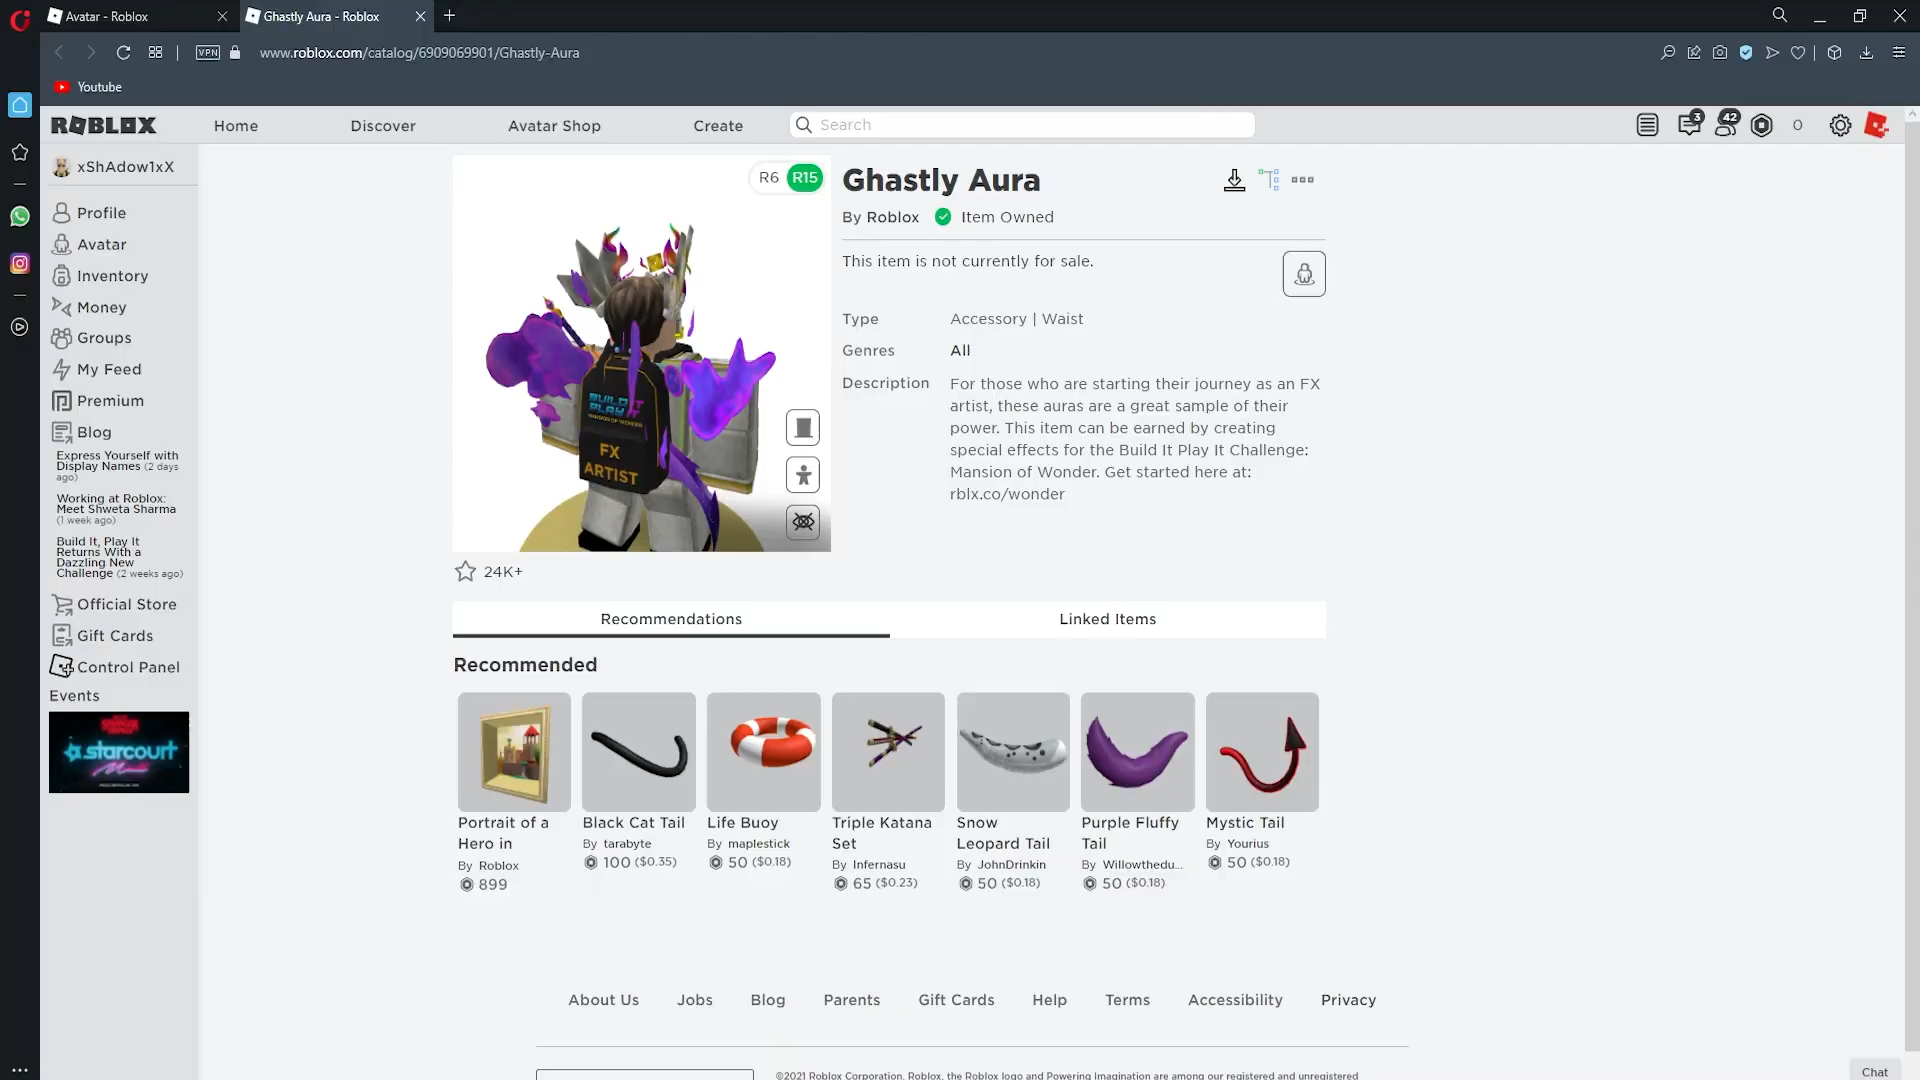 Avatar - Roblox
Ghastly Aura - Roblox
VPN
www.roblox.com/catalog/6909069901/Ghastly-Aura
Youtube
ROBLOX
Home
Discover
Avatar Shop
Create
Search
3
42
0
xShAdow1xX
Profile
Avatar
Inventory
Money
Groups
My Feed
Premium
Blog
Express Yourself with
Display Names (2 days
ago)
Working at Roblox:
Meet Shweta Sharma
(1 week ago)
Build It, Play It
Returns With a
Dazzling New
Challenge (2 weeks ago)
Official Store
Gift Cards
Control Panel
Events
starcourt
R6
R15
BUILD IT
PLAY IT
MANSION OF WONDER
FX
ARTIST
24K+
Ghastly Aura
By Roblox
Item Owned
This item is not currently for sale.
Type
Accessory | Waist
Genres
All
Description
For those who are starting their journey as an FX
artist, these auras are a great sample of their
power. This item can be earned by creating
special effects for the Build It Play It Challenge:
Mansion of Wonder. Get started here at:
rblx.co/wonder
Recommendations
Linked Items
Recommended
Portrait of a
Hero in
By Roblox
899
Black Cat Tail
By tarabyte
100 ($0.35)
Life Buoy
By maplestick
50 ($0.18)
Triple Katana
Set
By Infernasu
65 ($0.23)
Snow
Leopard Tail
By JohnDrinkin
50 ($0.18)
Purple Fluffy
Tail
By Willowthedu...
50 ($0.18)
Mystic Tail
By Yourius
50 ($0.18)
About Us
Jobs
Blog
Parents
Gift Cards
Help
Terms
Accessibility
Privacy
©2021 Roblox Corporation. Roblox, the Roblox logo and Powering Imagination are among our registered and unregistered
Chat